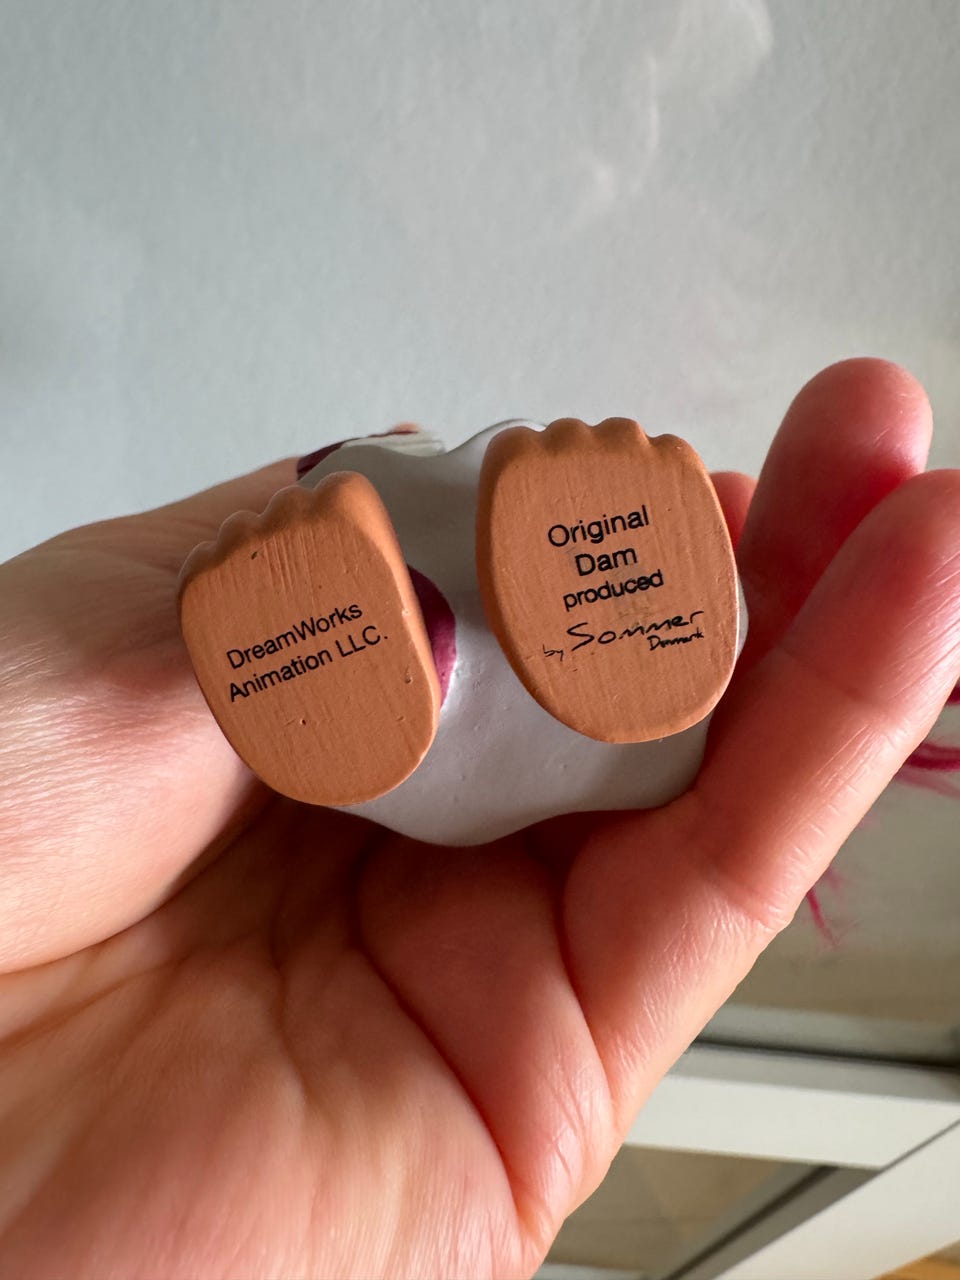 DreamWorks
Animation LLC.
Original
Dam
produced
by Sommer
Denmark